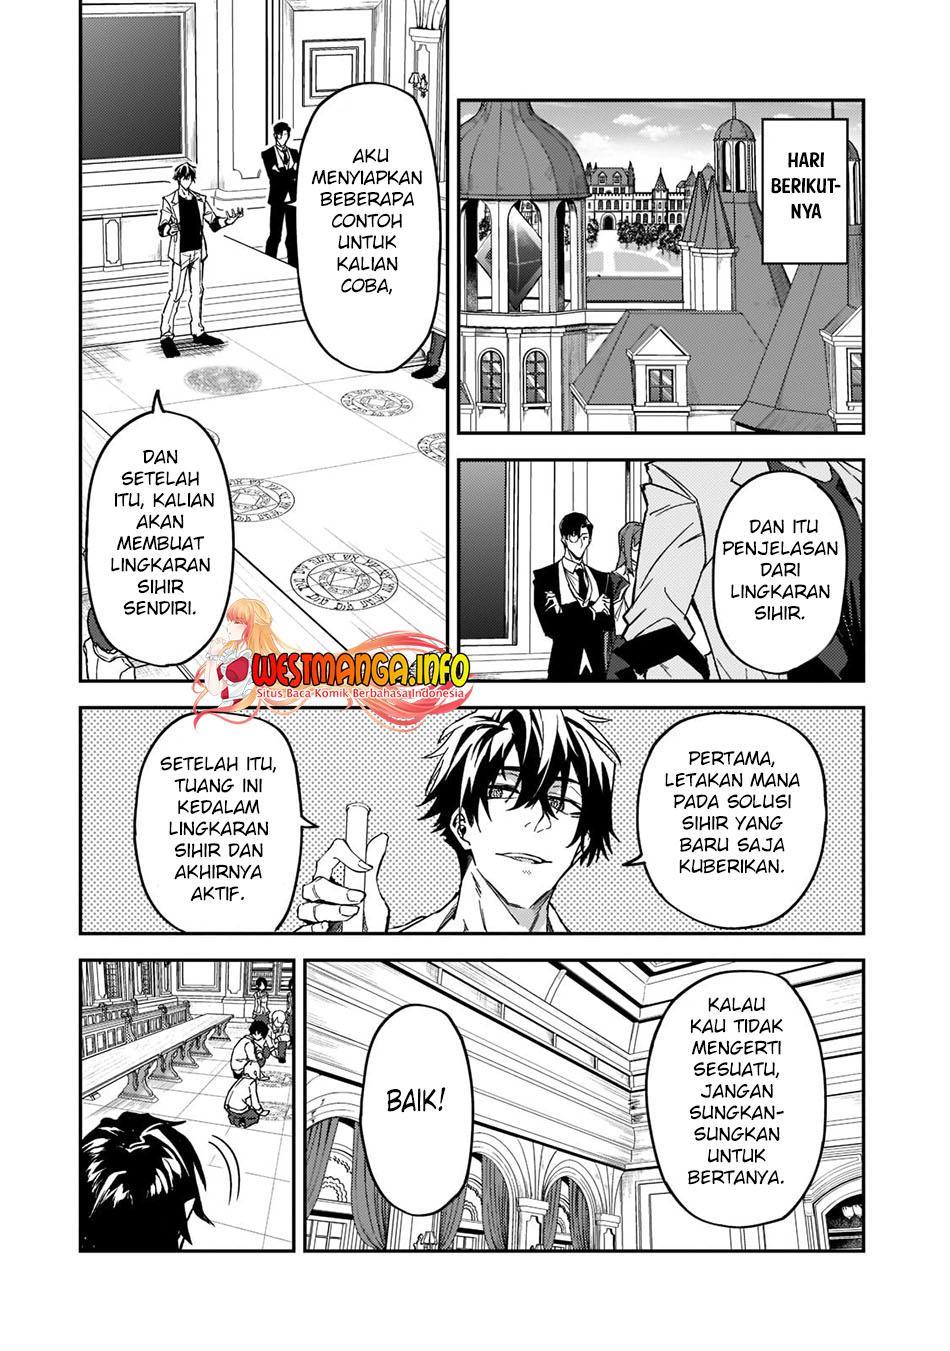 HARI
BERIKUT-
NYA
DAN ITU
PENJELASAN
DARI
LINGKARAN
SIHIR.
AKU
MENYIAPKAN
BEBERAPA
CONTOH
UNTUK
KALIAN
COBA,
DAN
SETELAH
ITU, KALIAN
AKAN
MEMBUAT
LINGKARAN
SIHIR
SENDIRI.
WESTMANGA.INFO
Situs Baca Komik Berbahasa Indonesia
PERTAMA,
LETAKAN MANA
PADA SOLUSI
SIHIR YANG
BARU SAJA
KUBERIKAN.
SETELAH ITU,
TUANG INI
KEDALAM
LINGKARAN
SIHIR DAN
AKHIRNYA
AKTIF.
KALAU
KAU TIDAK
MENGERTI
SESUATU,
JANGAN
SUNGKAN-
SUNGKAN
UNTUK
BERTANYA.
BAIK!